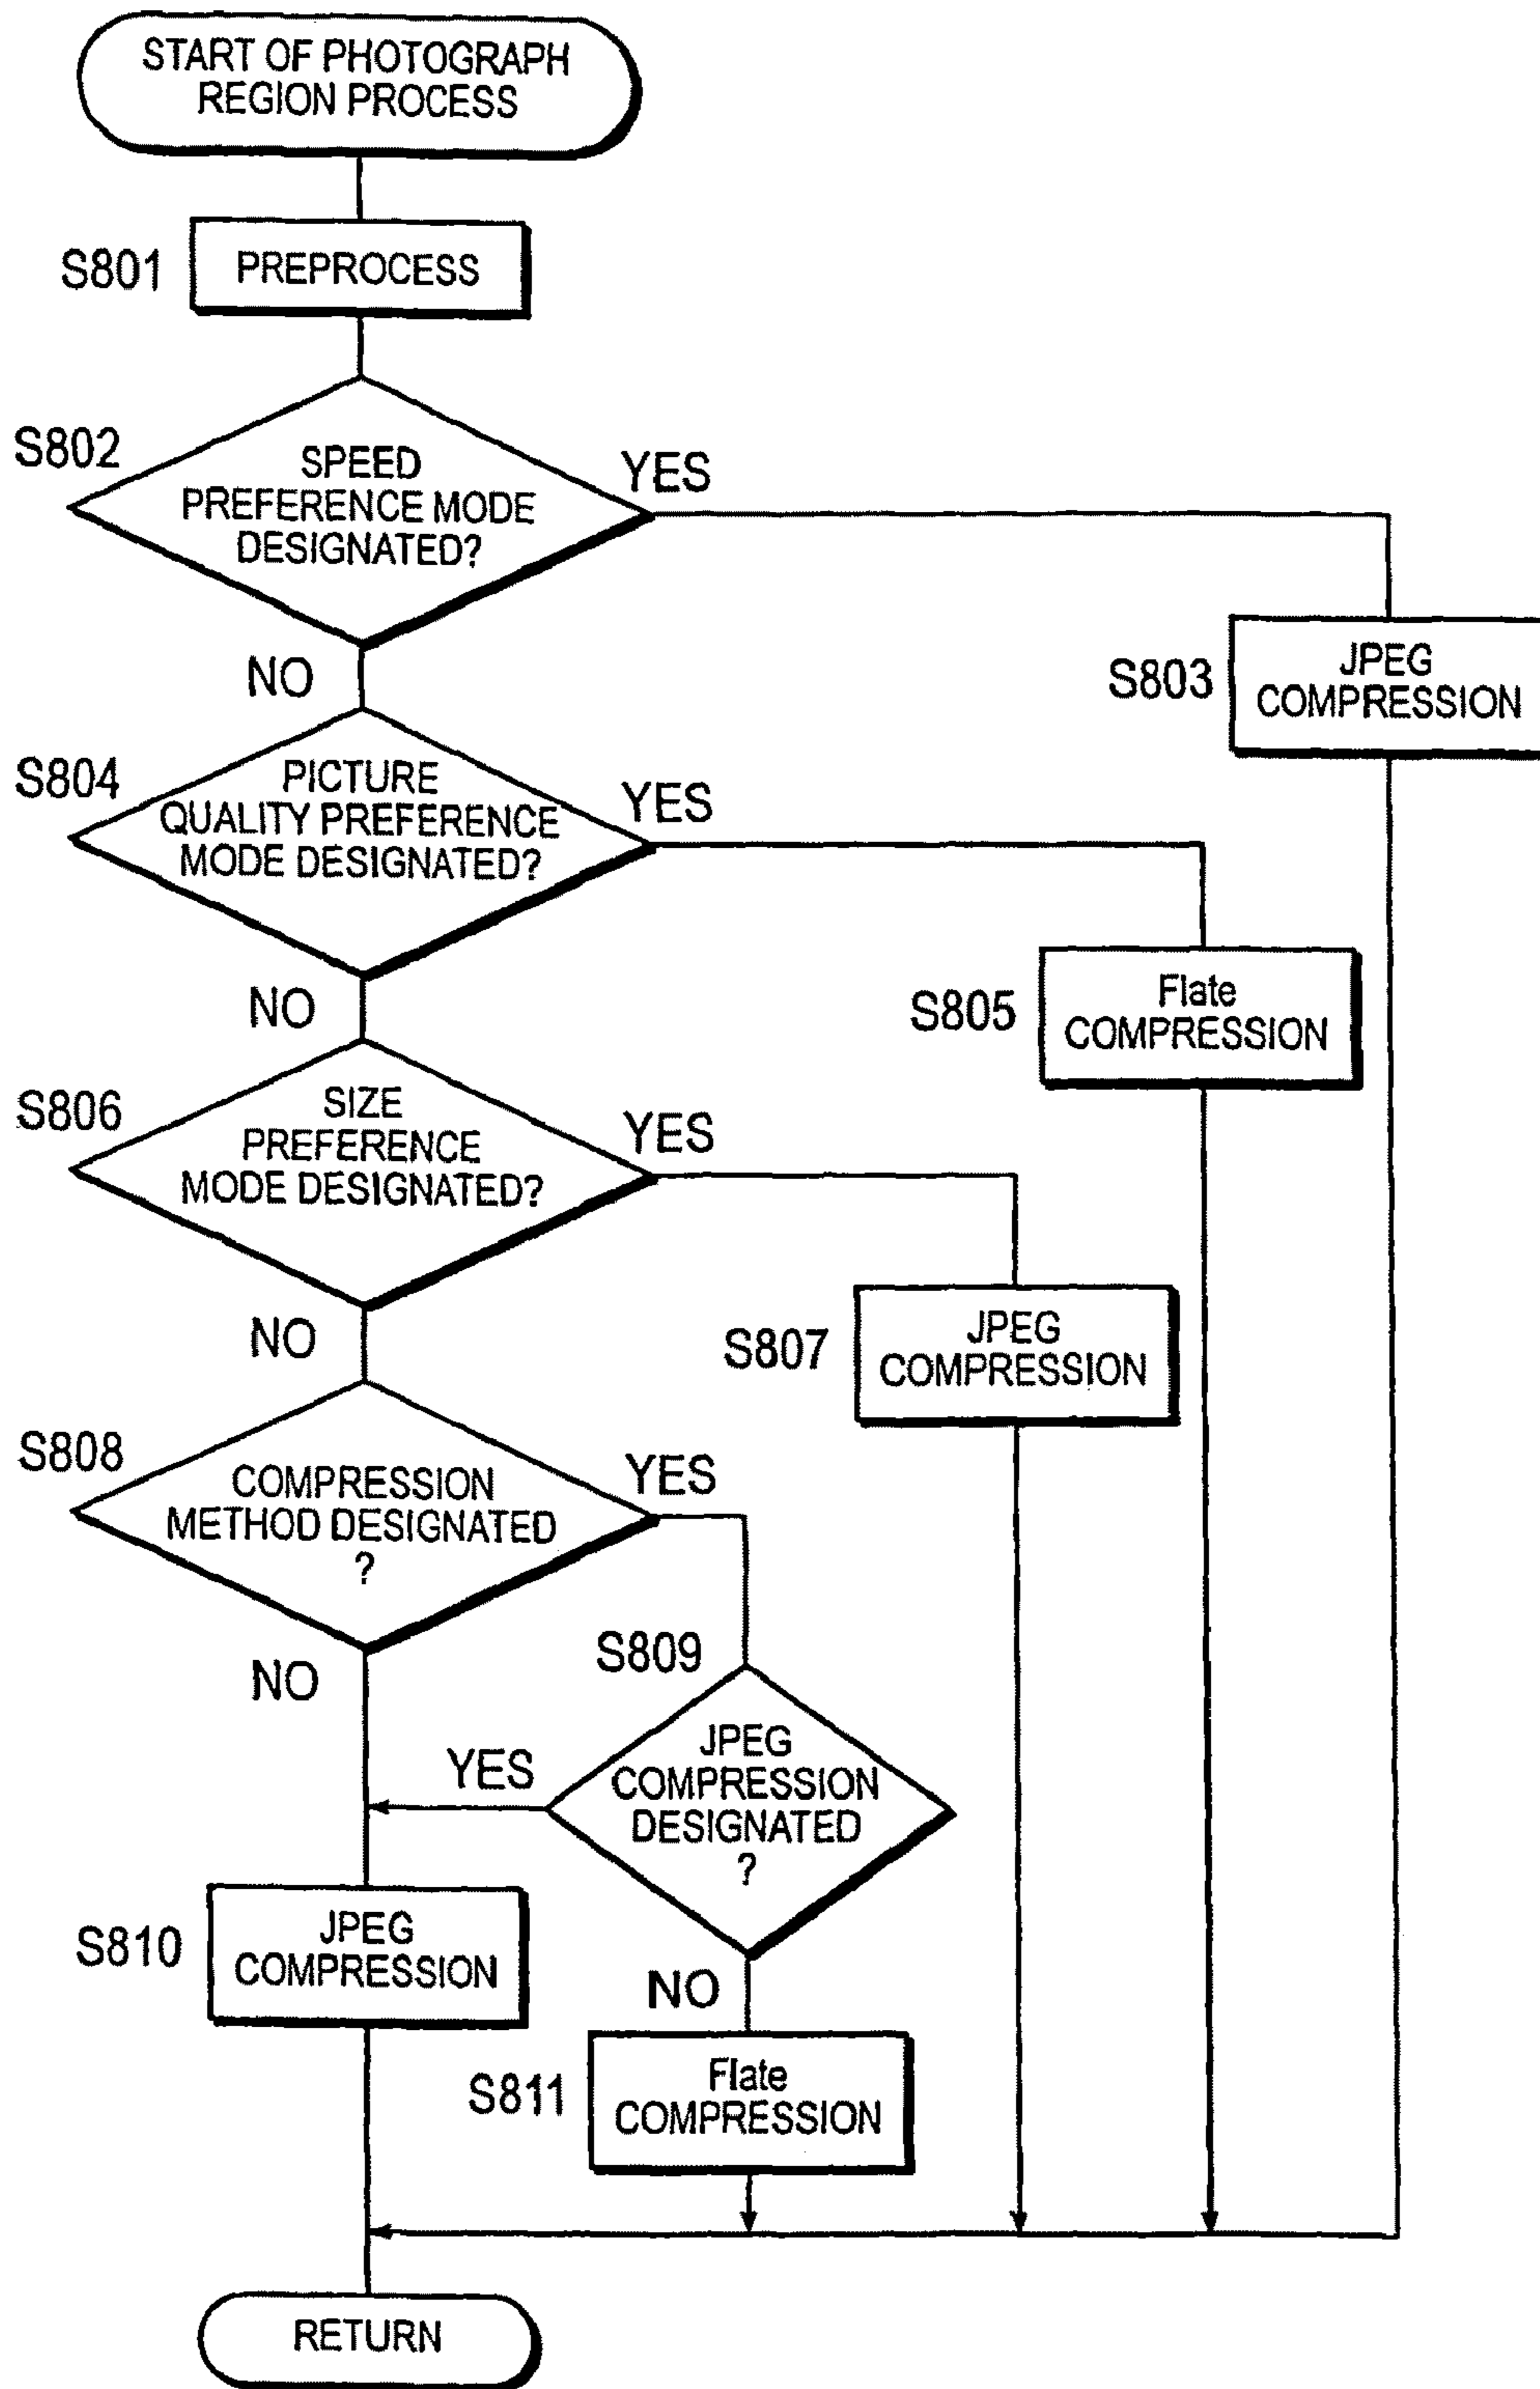 START OF PHOTOGRAPH
REGION PROCESS
S801
PREPROCESS
S802
SPEED
PREFERENCE MODE
DESIGNATED?
YES
NO
S803
JPEG
COMPRESSION
S804
PICTURE
QUALITY PREFERENCE
MODE DESIGNATED?
YES
NO
S805
Flate
COMPRESSION
S806
SIZE
PREFERENCE
MODE DESIGNATED?
YES
NO
S807
JPEG
COMPRESSION
S808
COMPRESSION
METHOD DESIGNATED
?
YES
NO
S809
JPEG
COMPRESSION
DESIGNATED
?
YES
NO
S810
JPEG
COMPRESSION
S811
Flate
COMPRESSION
RETURN